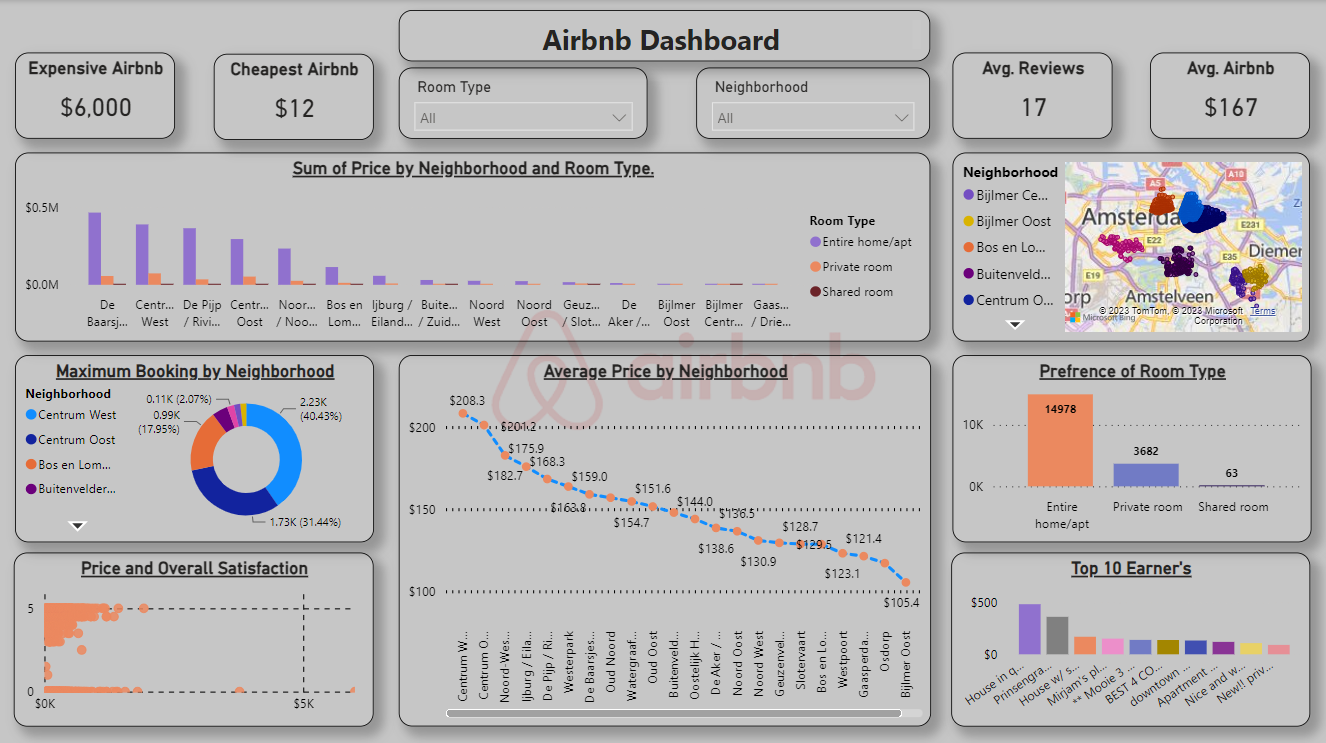 Airbnb Dashboard
Expensive Airbnb
$6,000
Cheapest Airbnb
$12
Room Type
All
Neighborhood
All
Avg. Reviews
17
Avg. Airbnb
$167
Sum of Price by Neighborhood and Room Type.
$0.5M
$0.0M
De Baarsj...
Centr... West
De Pijp / Rivi...
Centr... Oost
Noor... / Noo...
Bos en Lom...
Ijburg / Eiland...
Buite... / Zuid...
Noord West
Noord Oost
Geuz... / Slot...
De Aker /...
Bijlmer Oost
Bijlmer Centr...
Gaas... / Drie...
Room Type
Entire home/apt
Private room
Shared room
Neighborhood
Bijlmer Ce...
Bijlmer Oost
Bos en Lo...
Buitenveld...
Centrum O...
A5
A10
Amsterda
E22
E231
E35
Diemen
E19
Amstelveen
orp
Microsoft Bing
© 2023 TomTom, © 2023 Microsoft Corporation
Terms
Maximum Booking by Neighborhood
Neighborhood
Centrum West
Centrum Oost
Bos en Lom...
Buitenvelder...
0.11K (2.07%)
0.99K
(17.95%)
2.23K
(40.43%)
1.73K (31.44%)
airbnb
Average Price by Neighborhood
$200
$150
$100
$208.3
$201.2
$182.7
$175.9
$168.3
$163.8
$159.0
$154.7
$151.6
$144.0
$138.6
$136.5
$130.9
$128.7
$129.5
$123.1
$121.4
$105.4
Centrum W...
Centrum O...
Noord-Wes...
Ijburg / Eila...
De Pijp / Ri...
Westerpark
De Baarsjes...
Oud Noord
Watergraaf...
Oud Oost
Buitenveld...
Oostelijk H...
De Aker / ...
Noord Oost
Noord West
Geuzenvel...
Slotervaart
Bos en Lo...
Westpoort
Gaasperda...
Osdorp
Bijlmer Oost
Prefrence of Room Type
10K
0K
14978
3682
63
Entire
home/apt
Private room
Shared room
Price and Overall Satisfaction
5
0
$0K
$5K
Top 10 Earner's
$500
$0
House in q...
Prinsengra...
House w/ s...
Mirjam's pl...
** Mooie 3 ...
BEST 4 CO...
downtown ...
Apartment ...
Nice and w...
New!! priv...